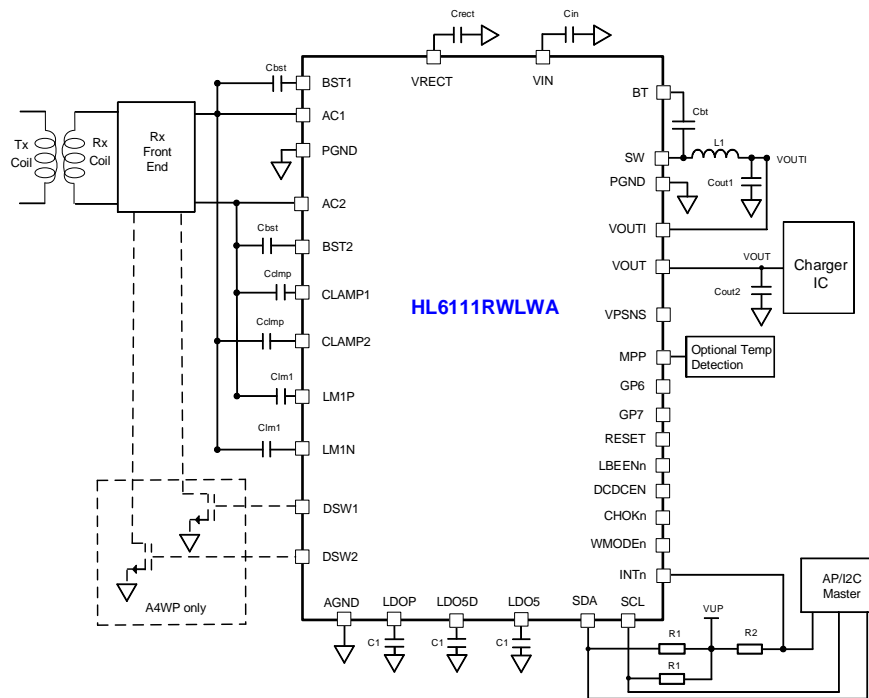 Crect
Cin
VRECT
VIN
Cbst
BST1
AC1
PGND
Tx
Coil
Rx
Coil
Rx
Front
End
AC2
Cbst
BST2
Cclmp
CLAMP1
Cclmp
CLAMP2
Clm1
LM1P
Clm1
LM1N
DSW1
DSW2
A4WP only
HL6111RWLWA
BT
Cbt
L1
SW
VOUTI
PGND
Cout1
VOUTI
VOUT
VOUT
Cout2
Charger
IC
VPSNS
MPP
Optional Temp
Detection
GP6
GP7
RESET
LBEENn
DCDCEN
CHOKn
WMODEn
INTn
AP/I2C
Master
AGND
LDOP
LDO5D
LDO5
SDA
SCL
C1
C1
C1
VUP
R1
R2
R1